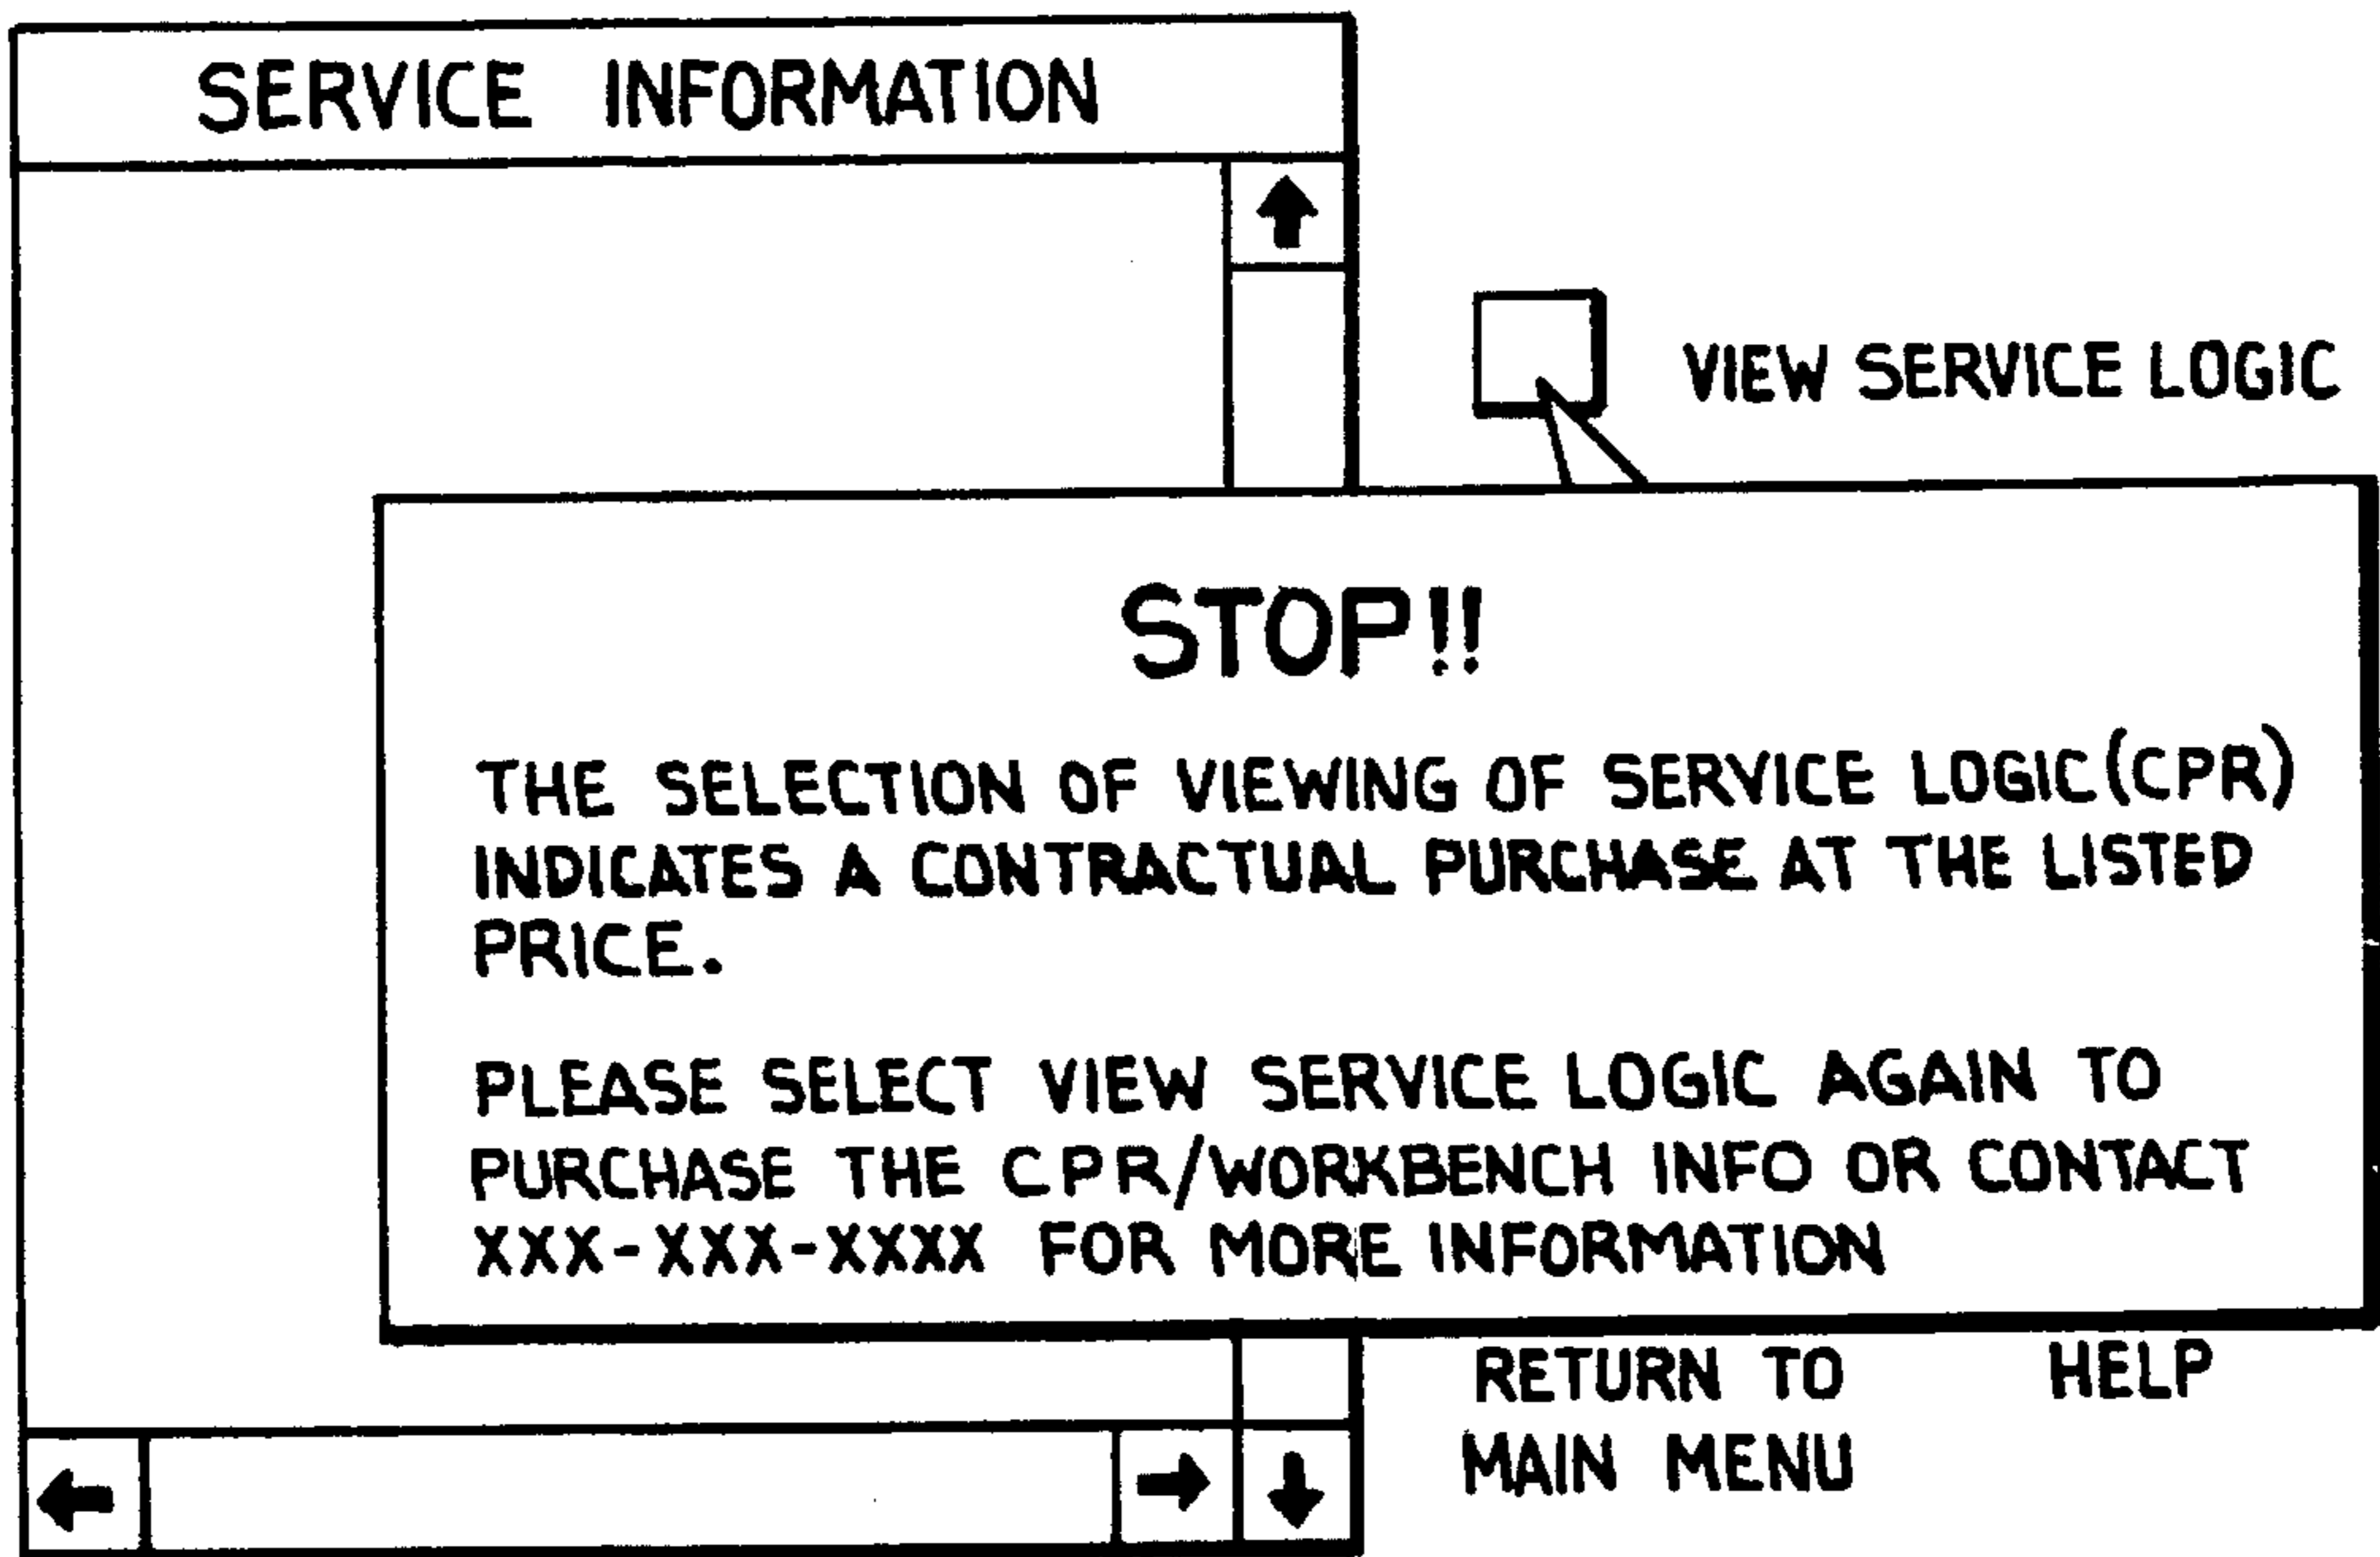 SERVICE INFORMATION
VIEW SERVICE LOGIC
STOP!!
THE SELECTION OF VIEWING OF SERVICE LOGIC (CPR)
INDICATES A CONTRACTUAL PURCHASE AT THE LISTED
PRICE.
PLEASE SELECT VIEW SERVICE LOGIC AGAIN TO
PURCHASE THE CPR/WORKBENCH INFO OR CONTACT
XXX-XXX-XXXX FOR MORE INFORMATION
RETURN TO
MAIN MENU
HELP